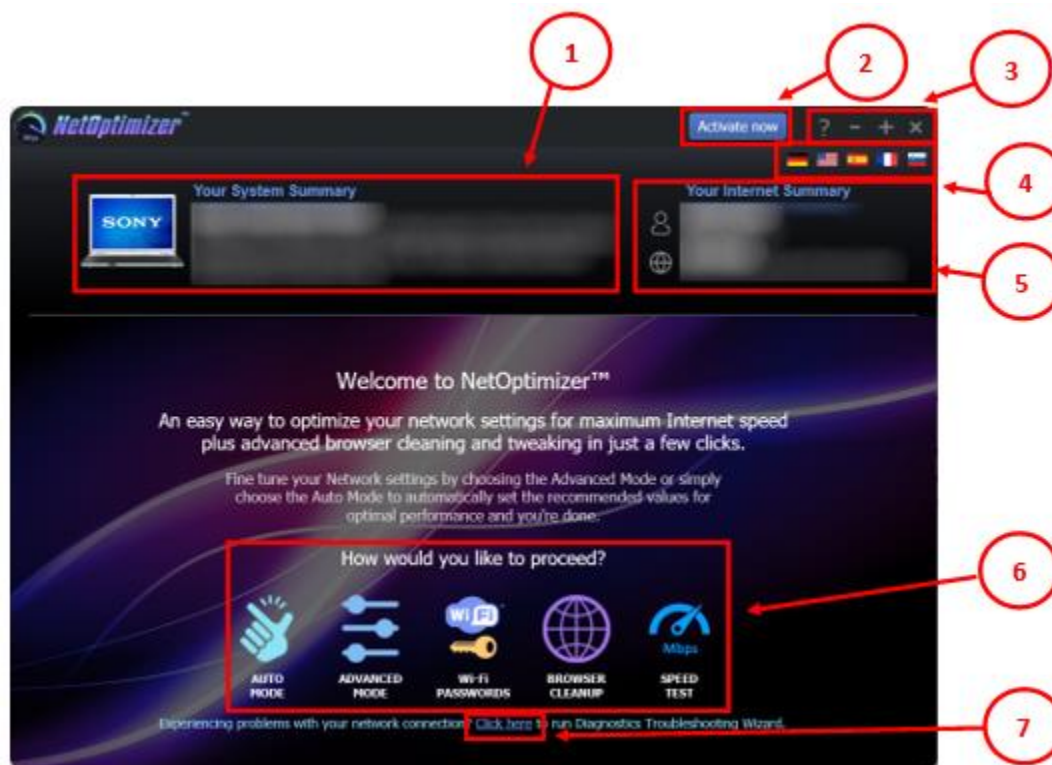 1
2
3
NetOptimizer™
Activate now
? - + ×
4
Your System Summary
Your Internet Summary
SONY
5
Welcome to NetOptimizer™
An easy way to optimize your network settings for maximum Internet speed
plus advanced browser cleaning and tweaking in just a few clicks.
Fine tune your Network settings by choosing the Advanced Mode or simply
choose the Auto Mode to automatically set the recommended values for
optimal performance and you're done.
How would you like to proceed?
6
Wi Fi
Mbps
AUTO MODE
ADVANCED MODE
Wi-Fi PASSWORDS
BROWSER CLEANUP
SPEED TEST
Experiencing problems with your network connection? Click here to run Diagnostics Troubleshooting Wizard.
7